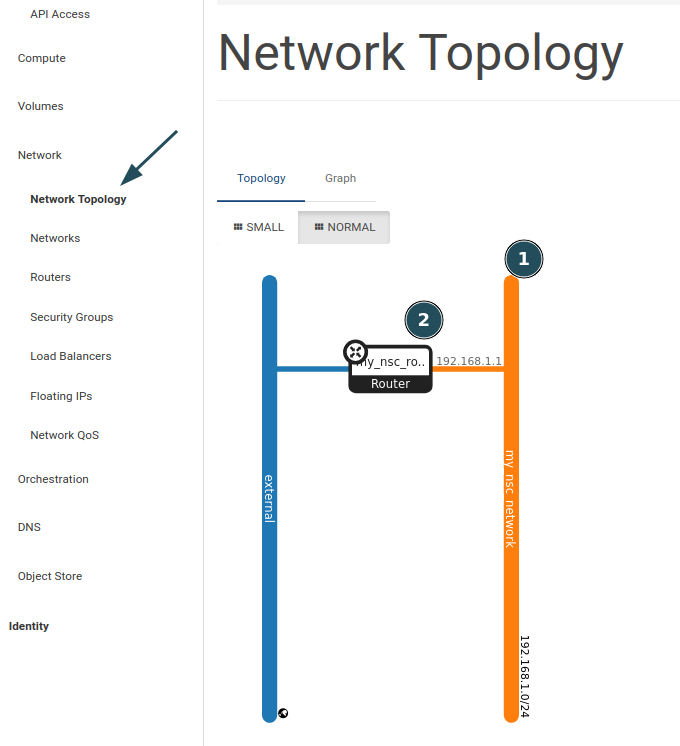 API Access
Compute
Volumes
Network
Network Topology
Networks
Routers
Security Groups
Load Balancers
Floating IPs
Network QoS
Orchestration
DNS
Object Store
Identity
Network Topology
Topology
Graph
SMALL
NORMAL
1
2
my_nsc_ro..
Router
192.168.1.1
external
my_nsc_network
192.168.1.0/24